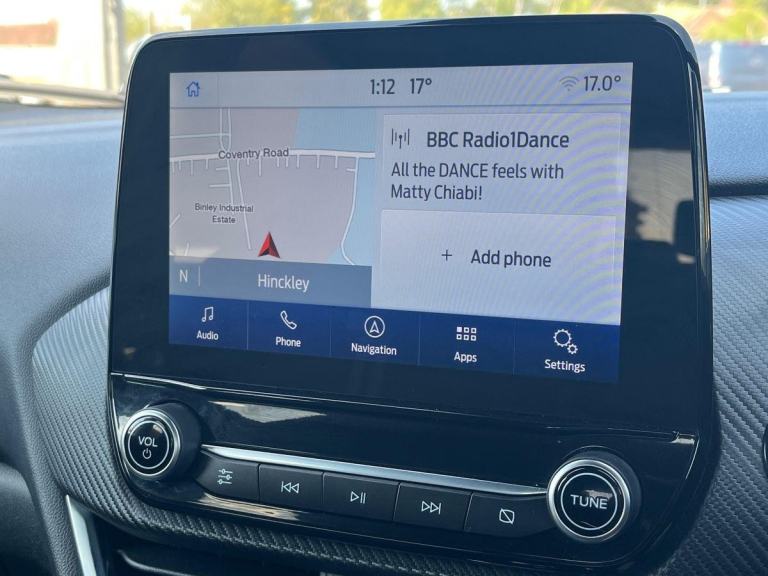 1:12 17° 17.0°
Coventry Road
Binley Industrial
Estate
N Hinckley
BBC Radio1Dance
All the DANCE feels with
Matty Chiabi!
+ Add phone
Audio Phone Navigation Apps Settings
VOL
TUNE